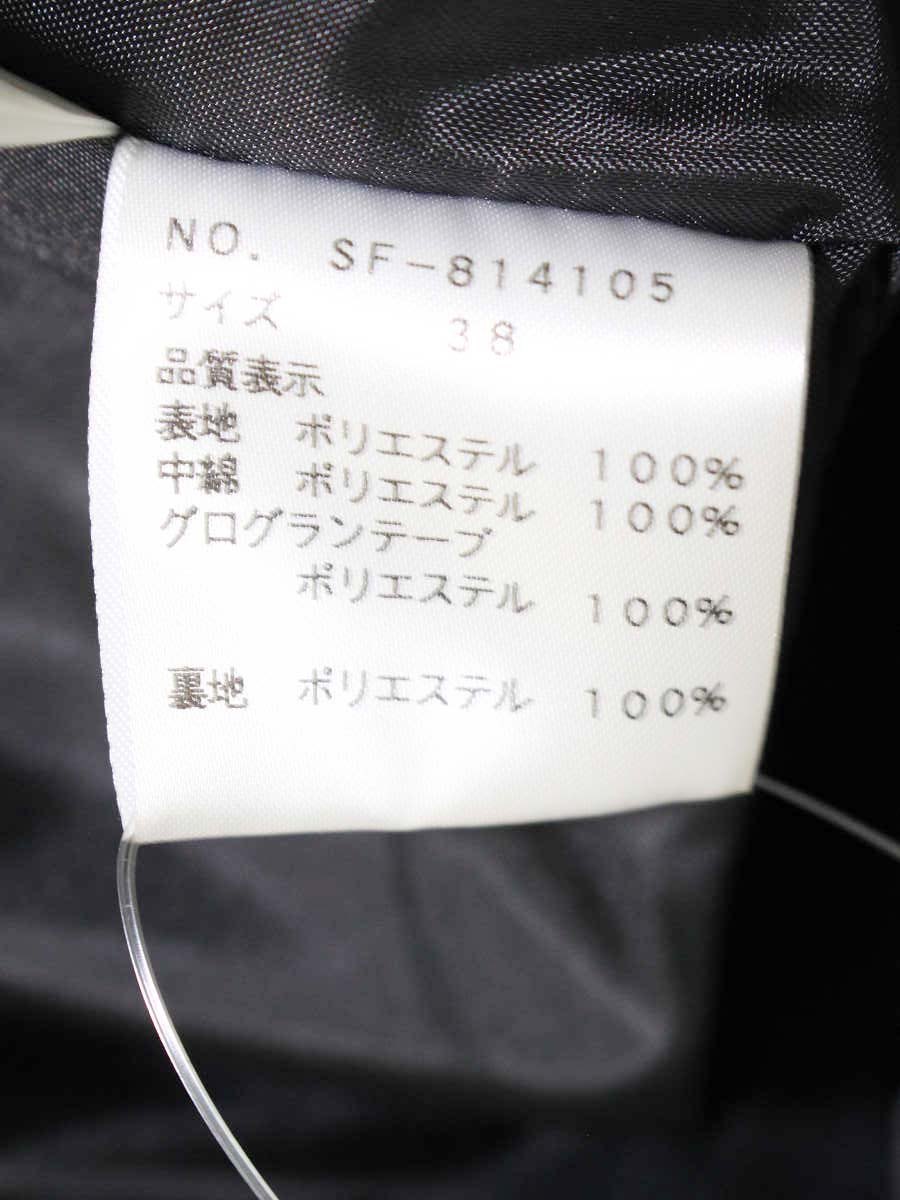 NO. SF-814105
サイズ 38
品質表示
表地 ポリエステル 100%
中綿 ポリエステル 100%
グログランテープ
ポリエステル 100%
裏地 ポリエステル 100%